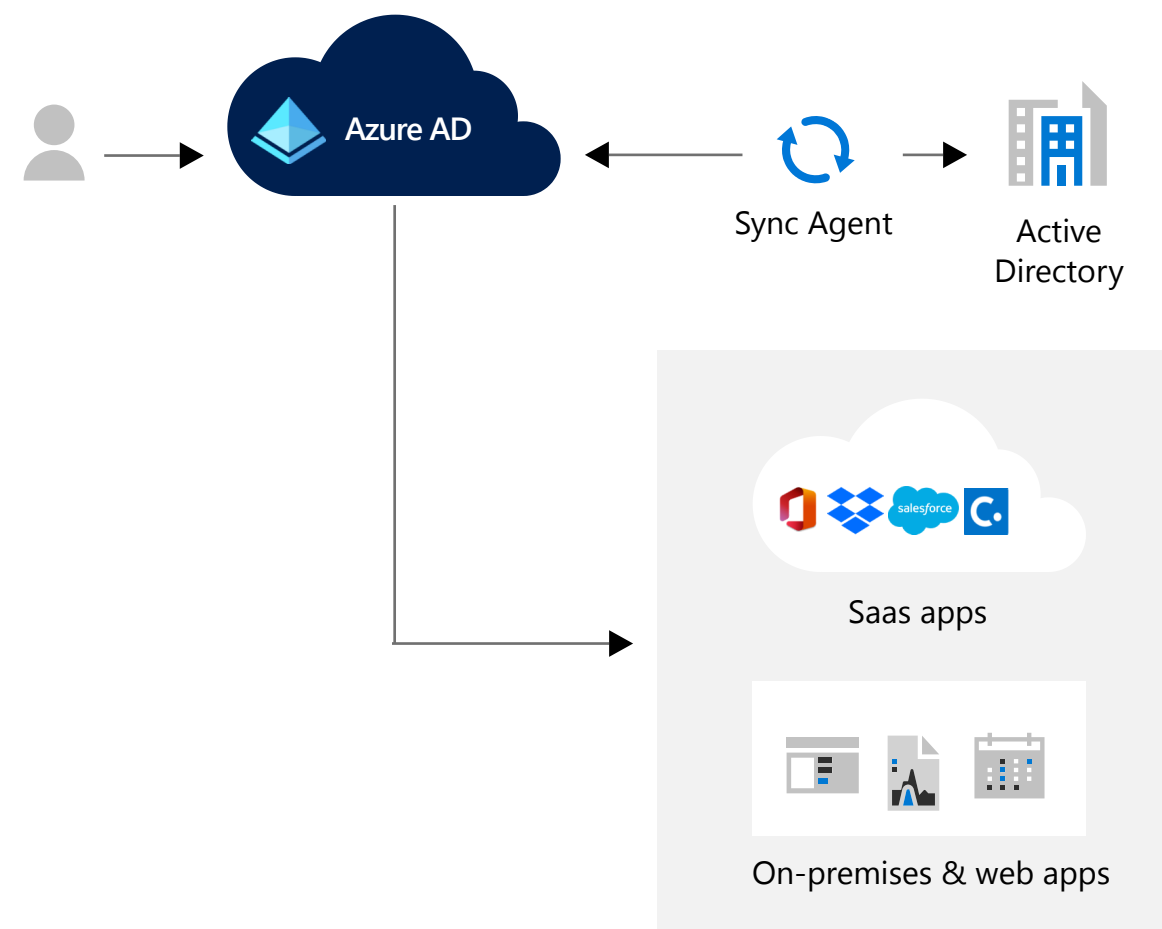 Azure AD
Sync Agent
Active
Directory
salesforce
C.
Saas apps
On-premises & web apps